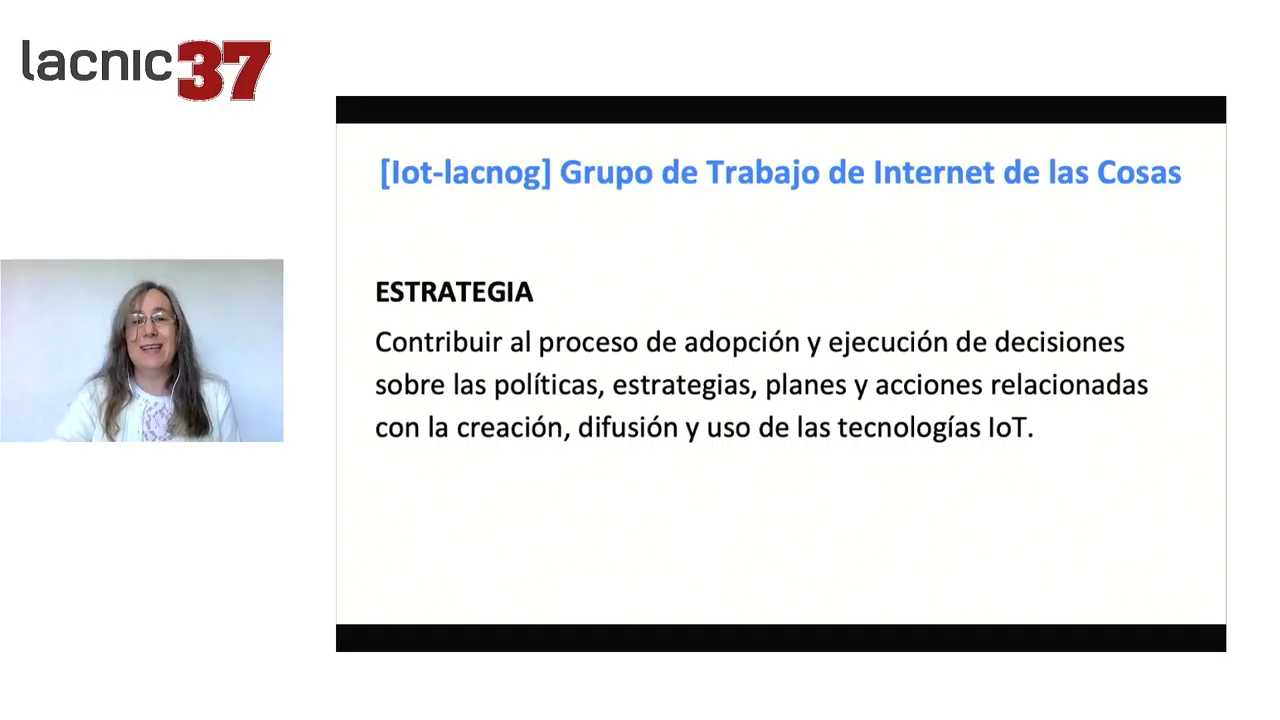 lacnic37
[Iot-lacnog] Grupo de Trabajo de Internet de las Cosas
ESTRATEGIA
Contribuir al proceso de adopción y ejecución de decisiones
sobre las políticas, estrategias, planes y acciones relacionadas
con la creación, difusión y uso de las tecnologías IoT.